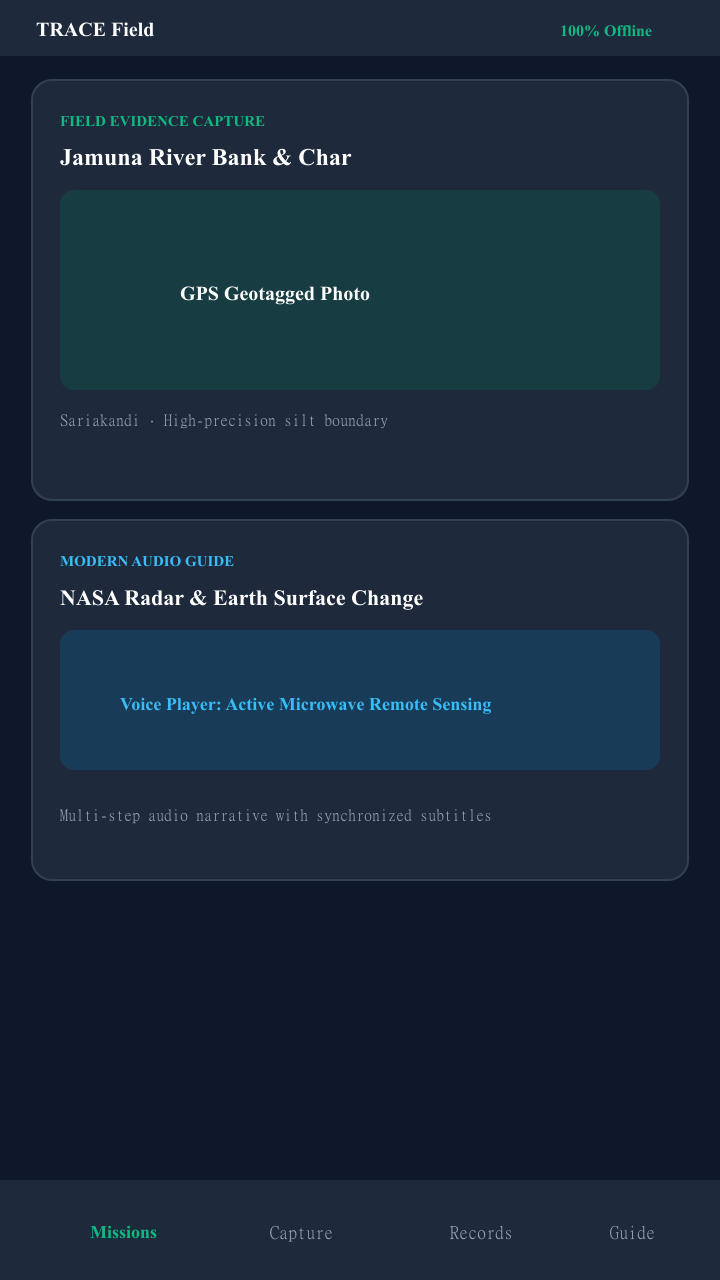 TRACE Field
100% Offline
FIELD EVIDENCE CAPTURE
Jamuna River Bank & Char
GPS Geotagged Photo
Sariakandi · High-precision silt boundary
MODERN AUDIO GUIDE
NASA Radar & Earth Surface Change
Voice Player: Active Microwave Remote Sensing
Multi-step audio narrative with synchronized subtitles
Missions
Capture
Records
Guide